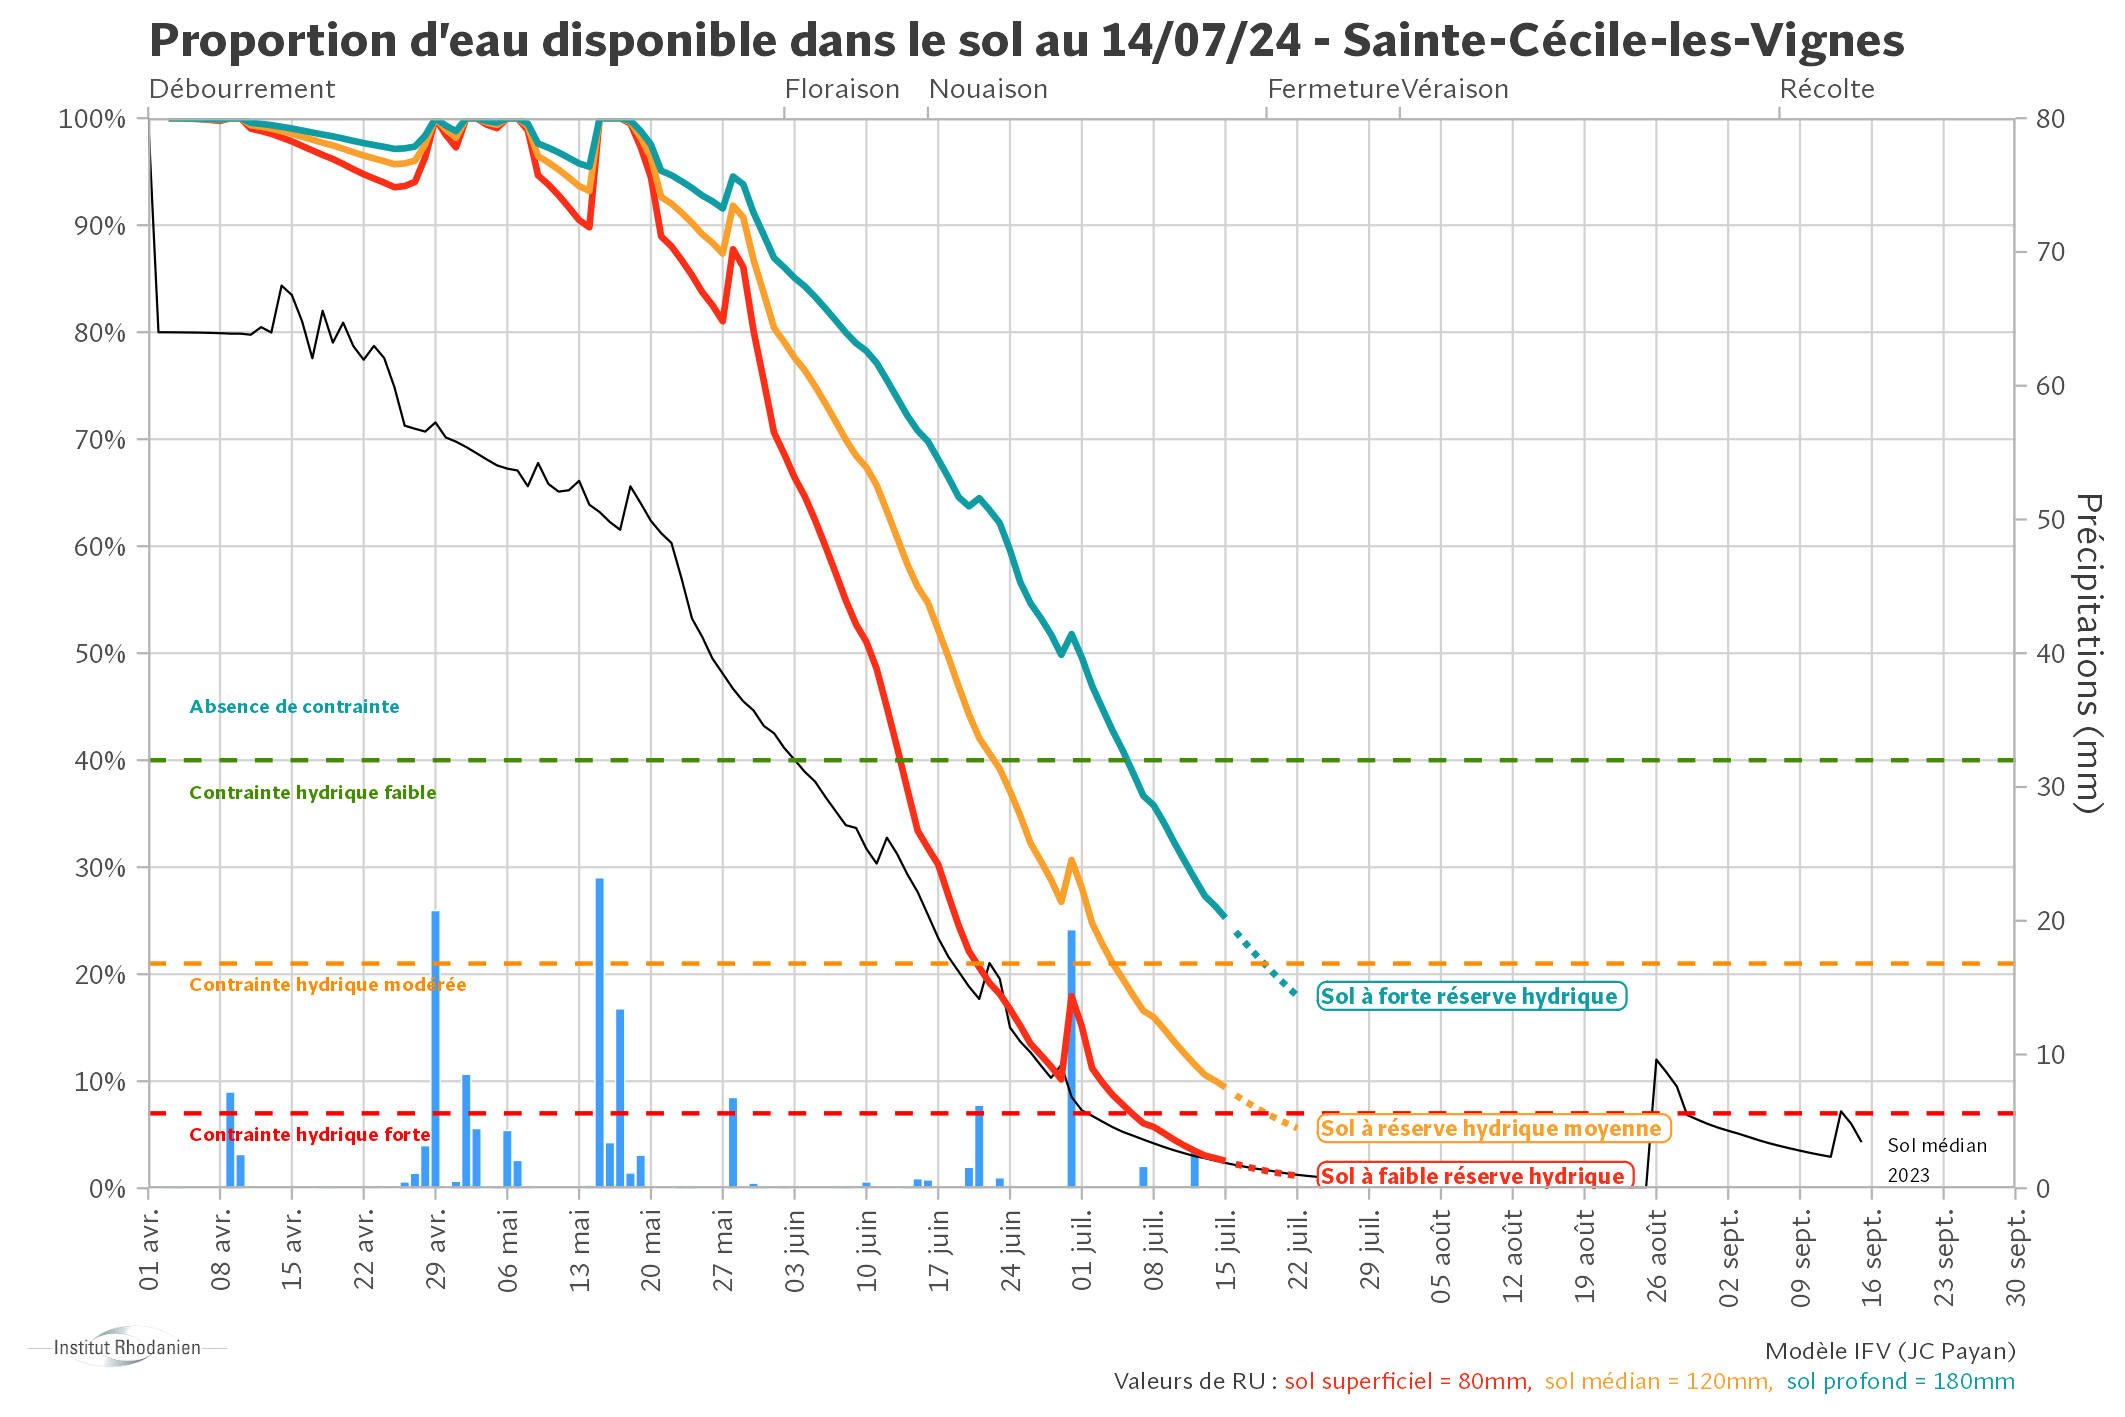 Proportion d'eau disponible dans le sol au 14/07/24 - Sainte-Cécile-les-Vignes
Débourrement Floraison Nouaison Fermeture Véraison Récolte
100% 80
90%
70
80%
60
70%
60% 50
50% 40
Précipitations (mm)
Absence de contrainte
40%
Contrainte hydrique faible
30
30%
20
20%
Contrainte hydrique modérée
Sol à forte réserve hydrique
10% 10
Contrainte hydrique forte
Sol à réserve hydrique moyenne
Sol médian
2023
Sol à faible réserve hydrique
0% 0
01 avr. 08 avr. 15 avr. 22 avr. 29 avr. 06 mai 13 mai 20 mai 27 mai 03 juin 10 juin 17 juin 24 juin 01 juil. 08 juil. 15 juil. 22 juil. 29 juil. 05 août 12 août 19 août 26 août 02 sept. 09 sept. 16 sept. 23 sept. 30 sept.
Institut Rhodanien
Modèle IFV (JC Payan)
Valeurs de RU : sol superficiel = 80mm, sol médian = 120mm, sol profond = 180mm